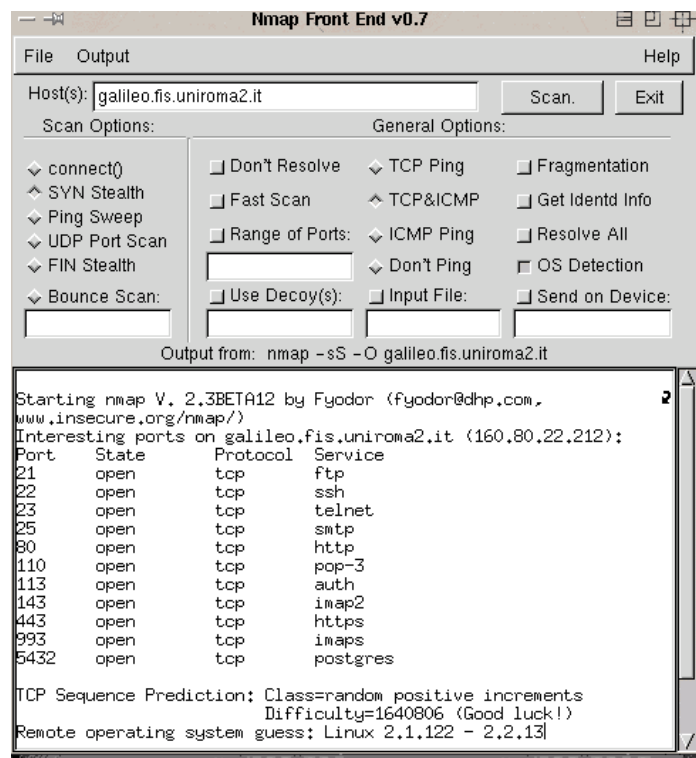 Nmap Front End v0.7
File Output Help
Host(s): galileo.fis.uniroma2.it Scan. Exit
Scan Options: General Options:
connect() Don't Resolve TCP Ping Fragmentation
SYN Stealth Fast Scan TCP&ICMP Get Identd Info
Ping Sweep Range of Ports: ICMP Ping Resolve All
UDP Port Scan
FIN Stealth Don't Ping OS Detection
Bounce Scan: Use Decoy(s): Input File: Send on Device:
Output from: nmap -sS -O galileo.fis.uniroma2.it
Starting nmap V. 2.3BETA12 by Fyodor (fyodor@dhp.com,
www.insecure.org/nmap/)
Interesting ports on galileo.fis.uniroma2.it (160.80.22.212):
Port State Protocol Service
21 open tcp ftp
22 open tcp ssh
23 open tcp telnet
25 open tcp smtp
80 open tcp http
110 open tcp pop-3
113 open tcp auth
143 open tcp imap2
443 open tcp https
993 open tcp imaps
5432 open tcp postgres
TCP Sequence Prediction: Class=random positive increments
Difficulty=1640806 (Good luck!)
Remote operating system guess: Linux 2.1.122 - 2.2.13